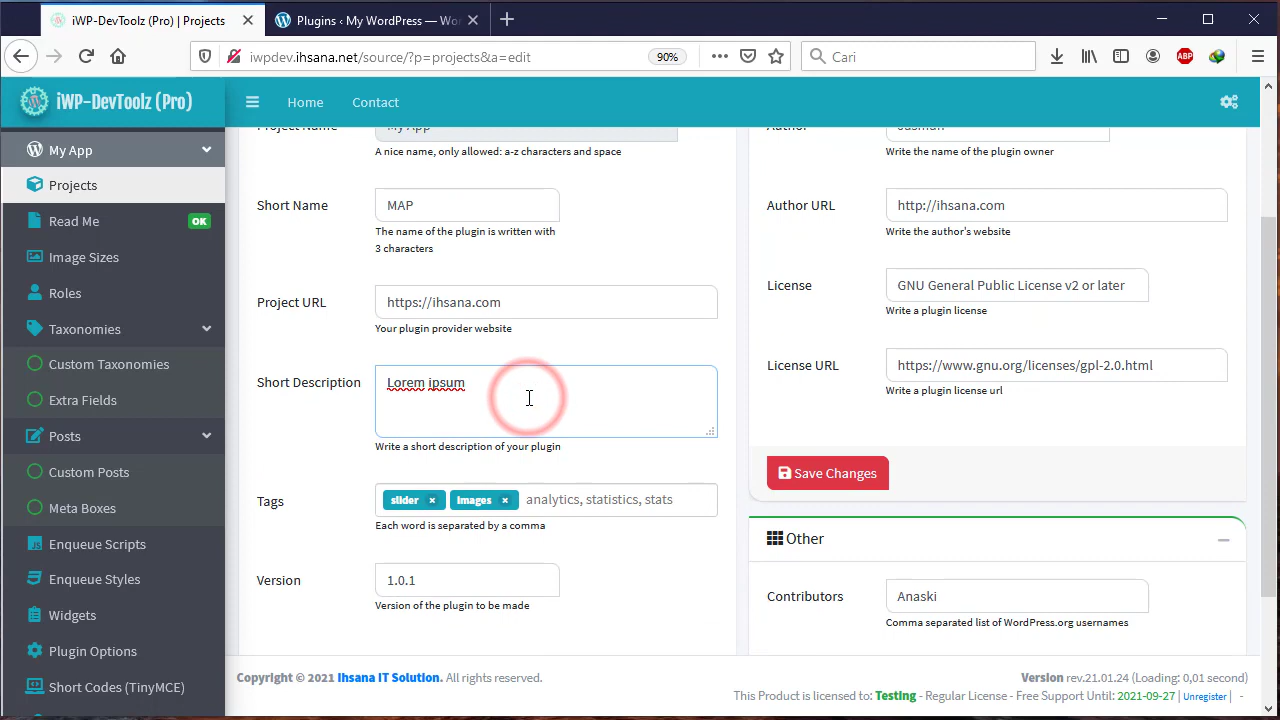 iWP-DevToolz (Pro) | Projects
Plugins ‹ My WordPress — Wor
iwpdev.ihsana.net/source/?p=projects&a=edit
90%
Cari
ABP
iWP-DevToolz (Pro)
Home
Contact
My App
Projects
Read Me
OK
Image Sizes
Roles
Taxonomies
Custom Taxonomies
Extra Fields
Posts
Custom Posts
Meta Boxes
Enqueue Scripts
Enqueue Styles
Widgets
Plugin Options
Short Codes (TinyMCE)
Project Name
My App
A nice name, only allowed: a-z characters and space
Short Name
MAP
The name of the plugin is written with
3 characters
Project URL
https://ihsana.com
Your plugin provider website
Short Description
Lorem ipsum
Write a short description of your plugin
Tags
slider ×
Images ×
analytics, statistics, stats
Each word is separated by a comma
Version
1.0.1
Version of the plugin to be made
Author
Jasman
Write the name of the plugin owner
Author URL
http://ihsana.com
Write the author's website
License
GNU General Public License v2 or later
Write a plugin license
License URL
https://www.gnu.org/licenses/gpl-2.0.html
Write a plugin license url
Save Changes
Other
Contributors
Anaski
Comma separated list of WordPress.org usernames
Copyright © 2021 Ihsana IT Solution. All rights reserved.
Version rev.21.01.24 (Loading: 0,01 second)
This Product is licensed to: Testing - Regular License - Free Support Until: 2021-09-27 | Unregister | -